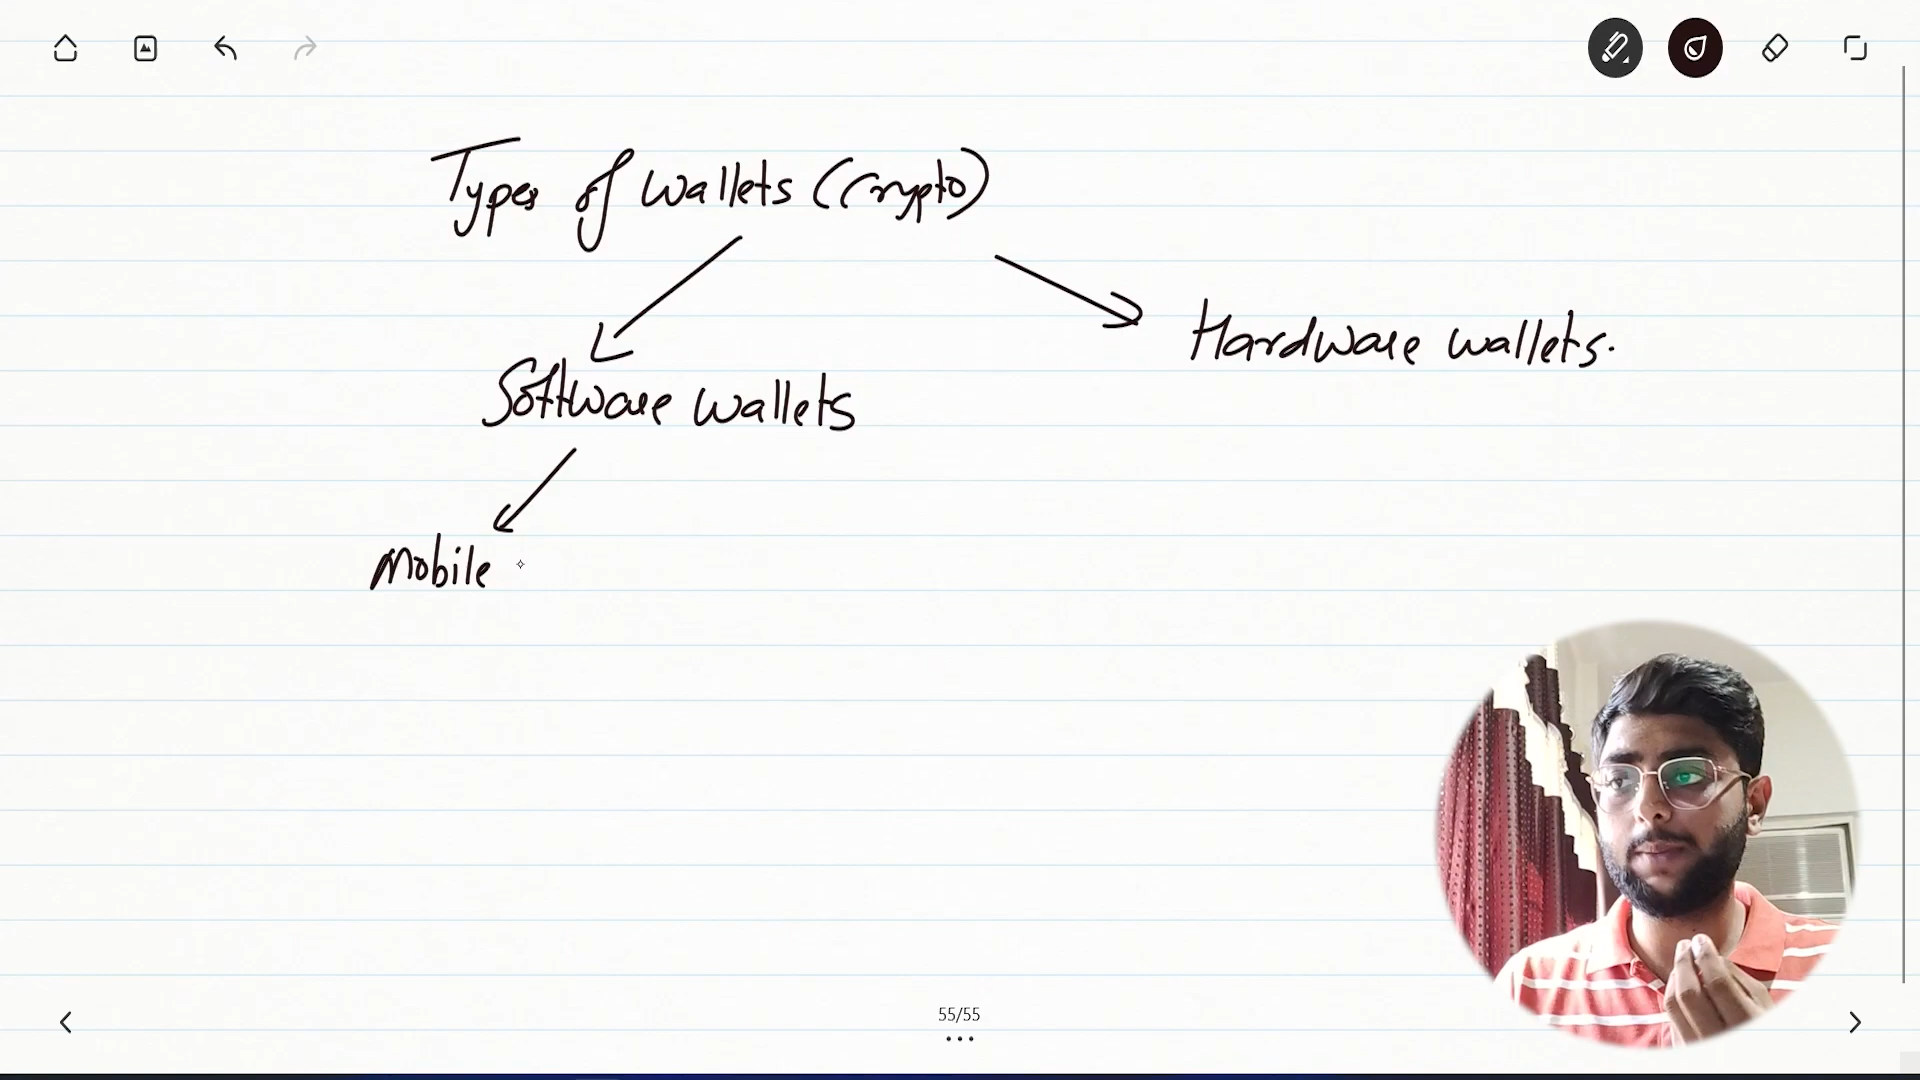 Types of wallets (Crypto)
Hardware wallets.
Software wallets
Mobile
55/55